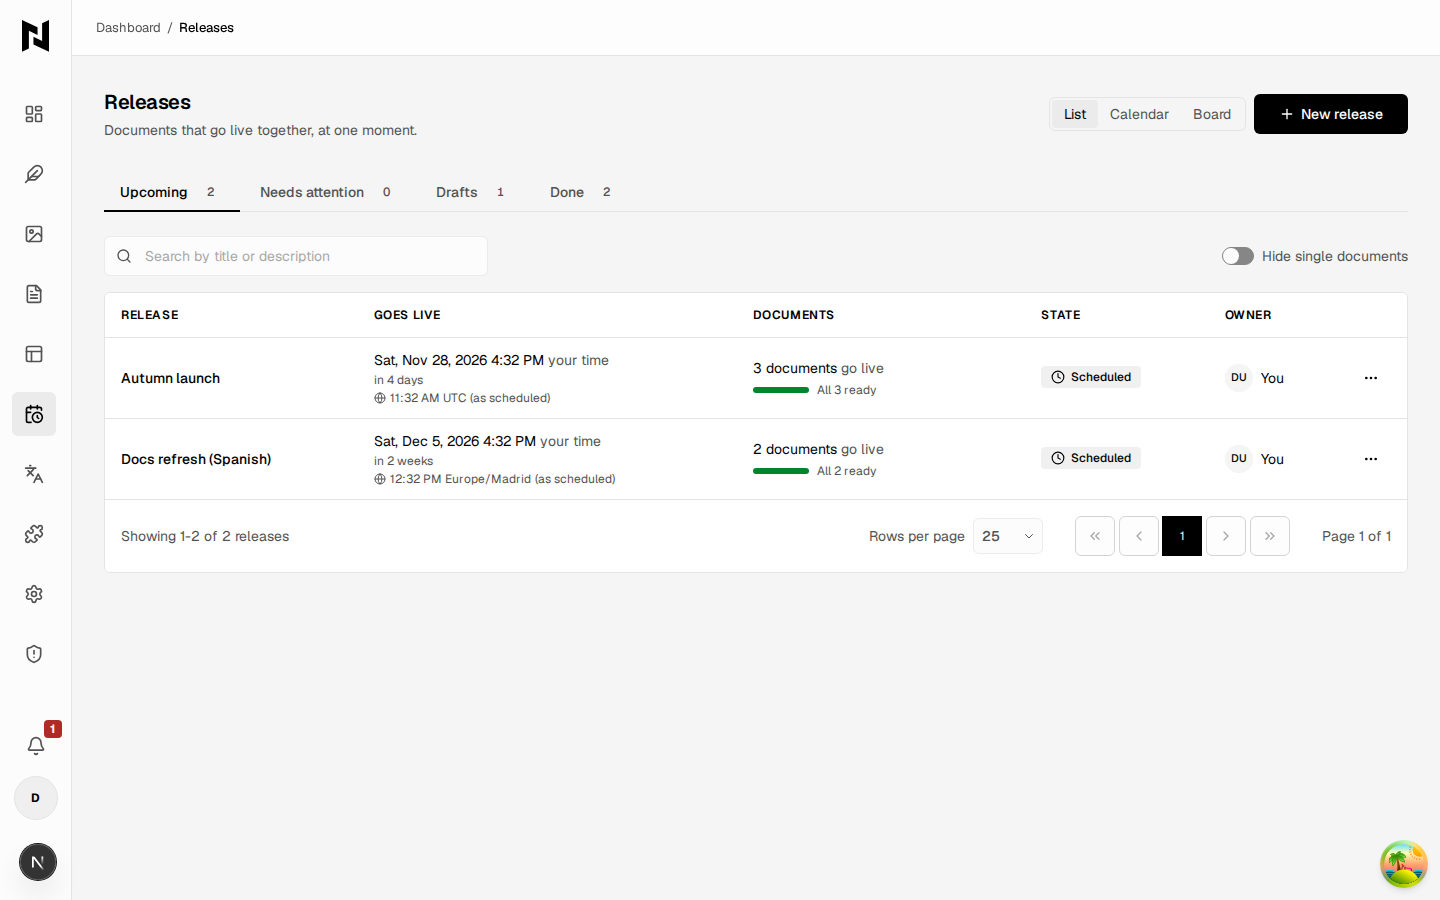 Dashboard / Releases
Releases
Documents that go live together, at one moment.
List Calendar Board
New release
Upcoming 2 Needs attention 0 Drafts 1 Done 2
Search by title or description
Hide single documents
RELEASE GOES LIVE DOCUMENTS STATE OWNER
Autumn launch
Sat, Nov 28, 2026 4:32 PM your time
in 4 days
11:32 AM UTC (as scheduled)
3 documents go live
All 3 ready
Scheduled
DU You
Docs refresh (Spanish)
Sat, Dec 5, 2026 4:32 PM your time
in 2 weeks
12:32 PM Europe/Madrid (as scheduled)
2 documents go live
All 2 ready
Scheduled
DU You
Showing 1-2 of 2 releases
Rows per page 25
1
Page 1 of 1
1
D
N